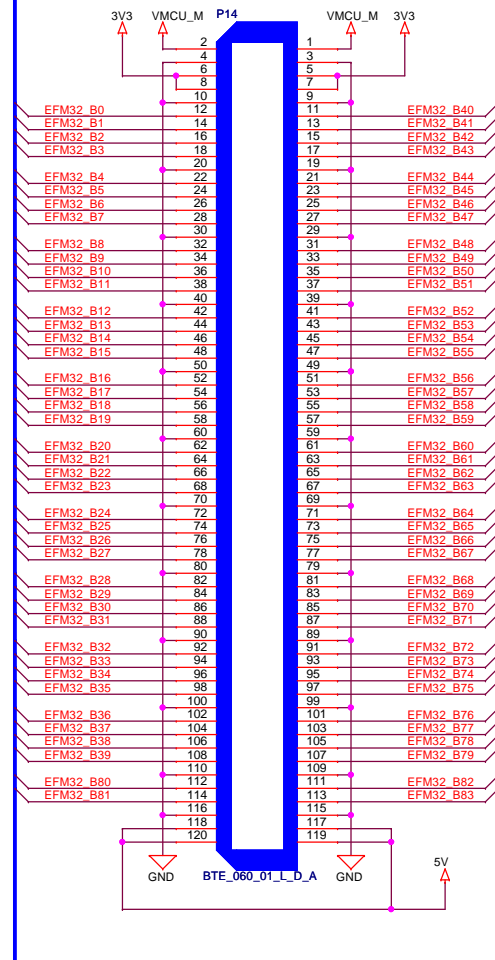 3V3 VMCU_M P14 VMCU_M 3V3
2 1
4 3
6 5
8 7
10 9
EFM32_B0 12 11 EFM32_B40
EFM32_B1 14 13 EFM32_B41
EFM32_B2 16 15 EFM32_B42
EFM32_B3 18 17 EFM32_B43
20 19
EFM32_B4 22 21 EFM32_B44
EFM32_B5 24 23 EFM32_B45
EFM32_B6 26 25 EFM32_B46
EFM32_B7 28 27 EFM32_B47
30 29
EFM32_B8 32 31 EFM32_B48
EFM32_B9 34 33 EFM32_B49
EFM32_B10 36 35 EFM32_B50
EFM32_B11 38 37 EFM32_B51
40 39
EFM32_B12 42 41 EFM32_B52
EFM32_B13 44 43 EFM32_B53
EFM32_B14 46 45 EFM32_B54
EFM32_B15 48 47 EFM32_B55
50 49
EFM32_B16 52 51 EFM32_B56
EFM32_B17 54 53 EFM32_B57
EFM32_B18 56 55 EFM32_B58
EFM32_B19 58 57 EFM32_B59
60 59
EFM32_B20 62 61 EFM32_B60
EFM32_B21 64 63 EFM32_B61
EFM32_B22 66 65 EFM32_B62
EFM32_B23 68 67 EFM32_B63
70 69
EFM32_B24 72 71 EFM32_B64
EFM32_B25 74 73 EFM32_B65
EFM32_B26 76 75 EFM32_B66
EFM32_B27 78 77 EFM32_B67
80 79
EFM32_B28 82 81 EFM32_B68
EFM32_B29 84 83 EFM32_B69
EFM32_B30 86 85 EFM32_B70
EFM32_B31 88 87 EFM32_B71
90 89
EFM32_B32 92 91 EFM32_B72
EFM32_B33 94 93 EFM32_B73
EFM32_B34 96 95 EFM32_B74
EFM32_B35 98 97 EFM32_B75
100 99
EFM32_B36 102 101 EFM32_B76
EFM32_B37 104 103 EFM32_B77
EFM32_B38 106 105 EFM32_B78
EFM32_B39 108 107 EFM32_B79
110 109
EFM32_B80 112 111 EFM32_B82
EFM32_B81 114 113 EFM32_B83
116 115
118 117
120 119
5V
GND BTE_060_01_L_D_A GND